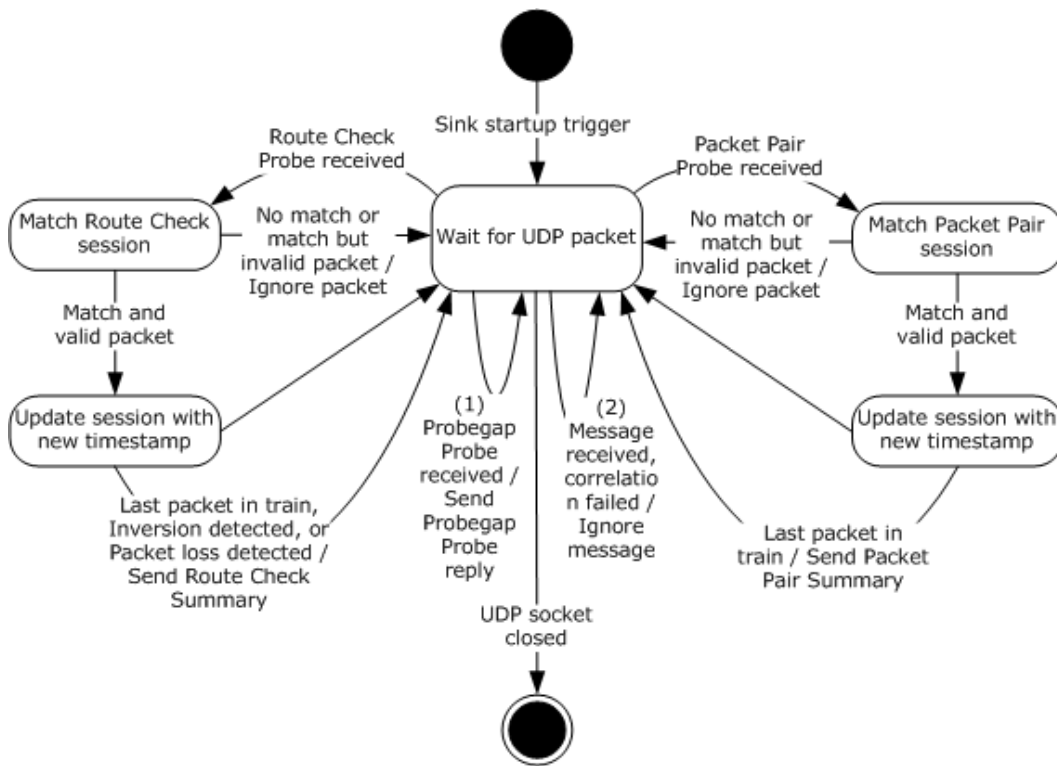 Sink startup trigger
Route Check
Probe received
Packet Pair
Probe received
Match Route Check
session
No match or
match but
invalid packet /
Ignore packet
Wait for UDP packet
No match or
match but
invalid packet /
Ignore packet
Match Packet Pair
session
Match and
valid packet
Match and
valid packet
Update session with
new timestamp
(1)
Probegap
Probe
received /
Send
Probegap
Probe
reply
(2)
Message
received,
correlatio
n failed /
Ignore
message
Update session with
new timestamp
Last packet in train,
Inversion detected, or
Packet loss detected /
Send Route Check
Summary
Last packet in
train / Send Packet
Pair Summary
UDP socket
closed